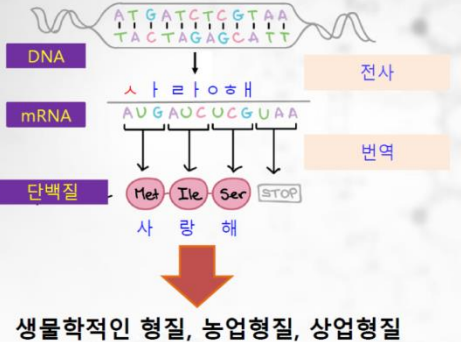 ATGATCTCGTAA
TACTAGAGCATT
DNA
전사
ㅅ ㅏ ㄹ ㅏ ㅇ ㅎ ㅐ
mRNA
AUGAUCUCGUAA
번역
단백질
Met Ile Ser STOP
사 랑 해
생물학적인 형질, 농업형질, 상업형질